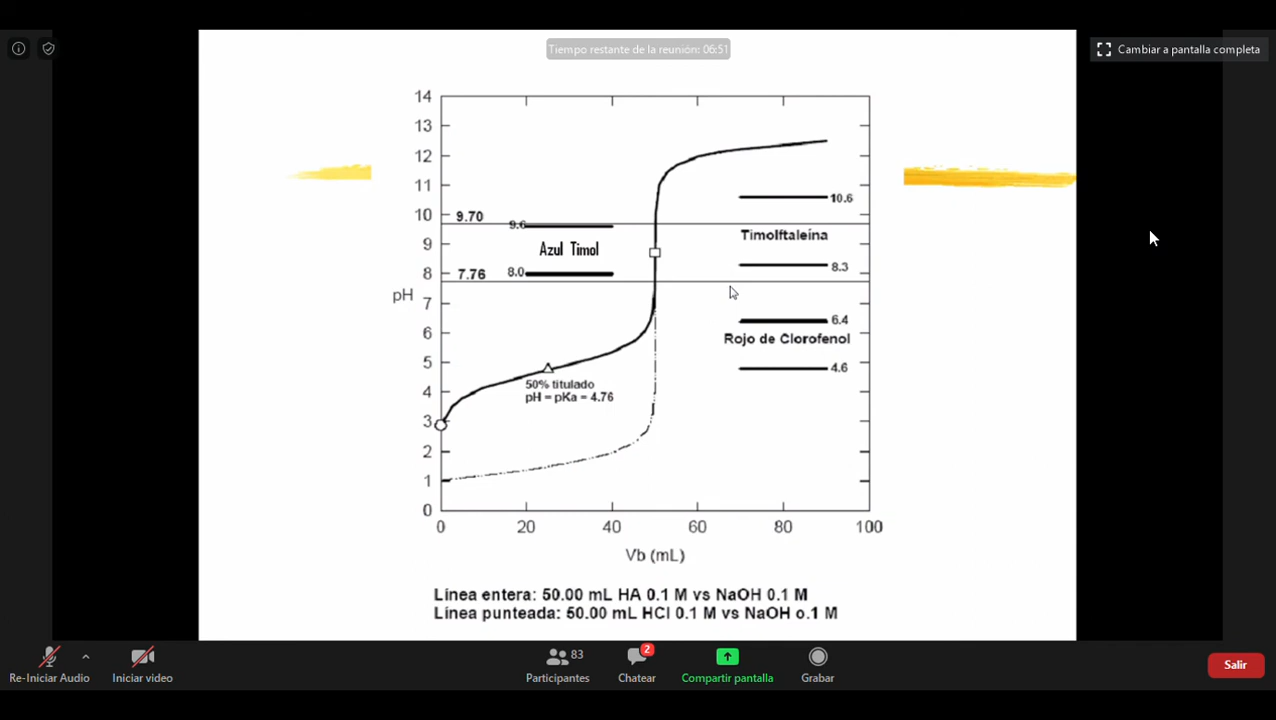 Tiempo restante de la reunión: 06:51
Cambiar a pantalla completa
14
13
12
11
10
9
8
7
6
5
4
3
2
1
0
pH
9.70
9.6
Azul Timol
7.76
8.0
10.6
Timolftaleína
8.3
6.4
Rojo de Clorofenol
4.6
50% titulado
pH = pKa = 4.76
0 20 40 60 80 100
Vb (mL)
Línea entera: 50.00 mL HA 0.1 M vs NaOH 0.1 M
Línea punteada: 50.00 mL HCl 0.1 M vs NaOH o.1 M
83
2
Re-Iniciar Audio
Iniciar video
Participantes
Chatear
Compartir pantalla
Grabar
Salir